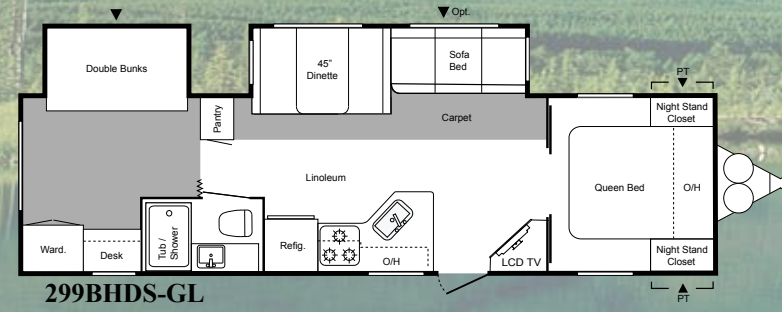 Opt.
Double Bunks
45"
Dinette
Sofa
Bed
PT
Night Stand
Closet
Pantry
Carpet
Linoleum
Queen Bed
O/H
Tub /
Shower
Ward.
Desk
Refig.
O/H
LCD TV
Night Stand
Closet
PT
299BHDS-GL